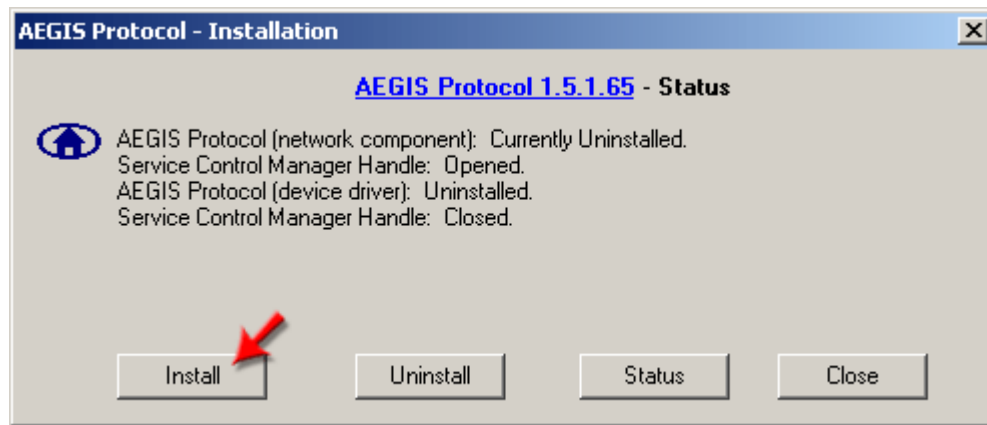 AEGIS Protocol - Installation
AEGIS Protocol 1.5.1.65 - Status
AEGIS Protocol (network component):  Currently Uninstalled.
Service Control Manager Handle:  Opened.
AEGIS Protocol (device driver):  Uninstalled.
Service Control Manager Handle:  Closed.
Install
Uninstall
Status
Close